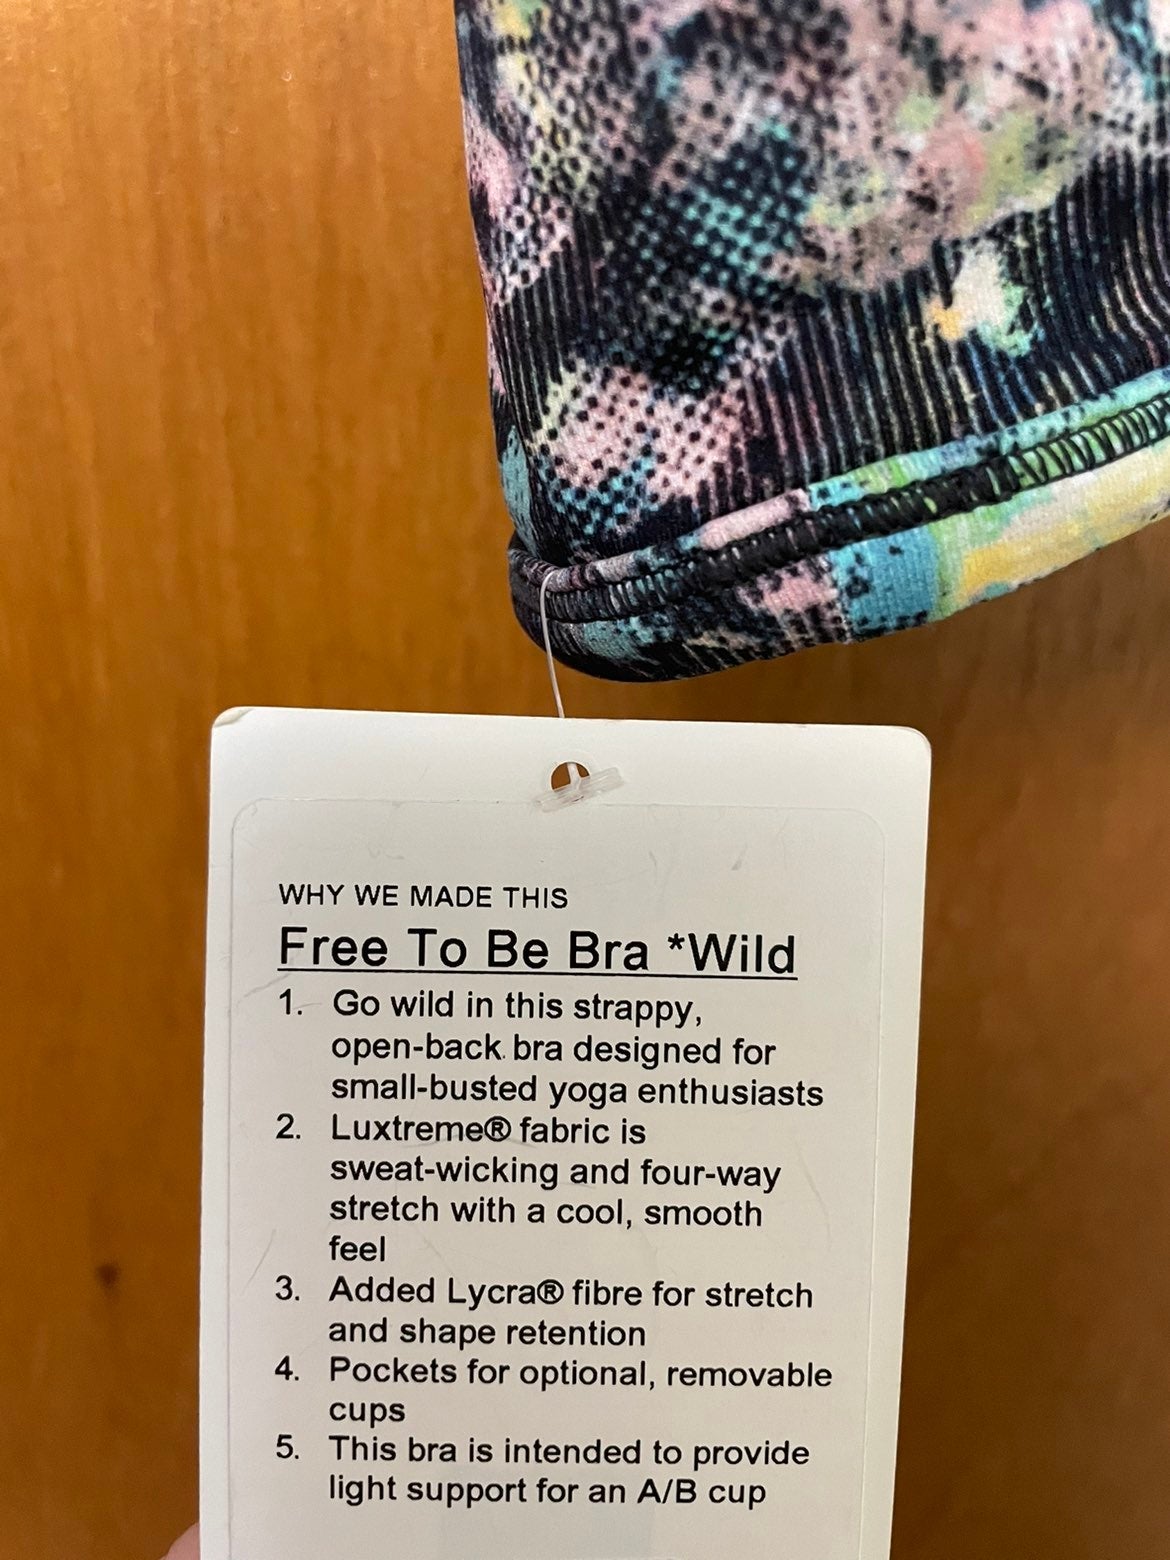 WHY WE MADE THIS
Free To Be Bra *Wild
1. Go wild in this strappy,
open-back bra designed for
small-busted yoga enthusiasts
2. Luxtreme® fabric is
sweat-wicking and four-way
stretch with a cool, smooth
feel
3. Added Lycra® fibre for stretch
and shape retention
4. Pockets for optional, removable
cups
5. This bra is intended to provide
light support for an A/B cup